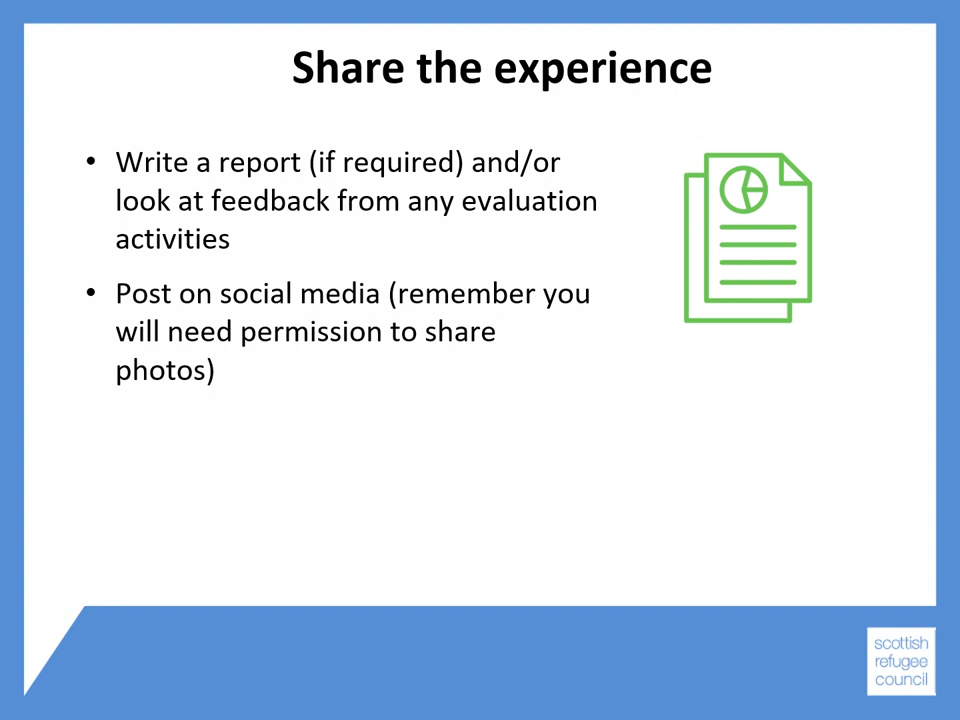 Share the experience
• Write a report (if required) and/or
look at feedback from any evaluation
activities
• Post on social media (remember you
will need permission to share
photos)
scottish
refugee
council